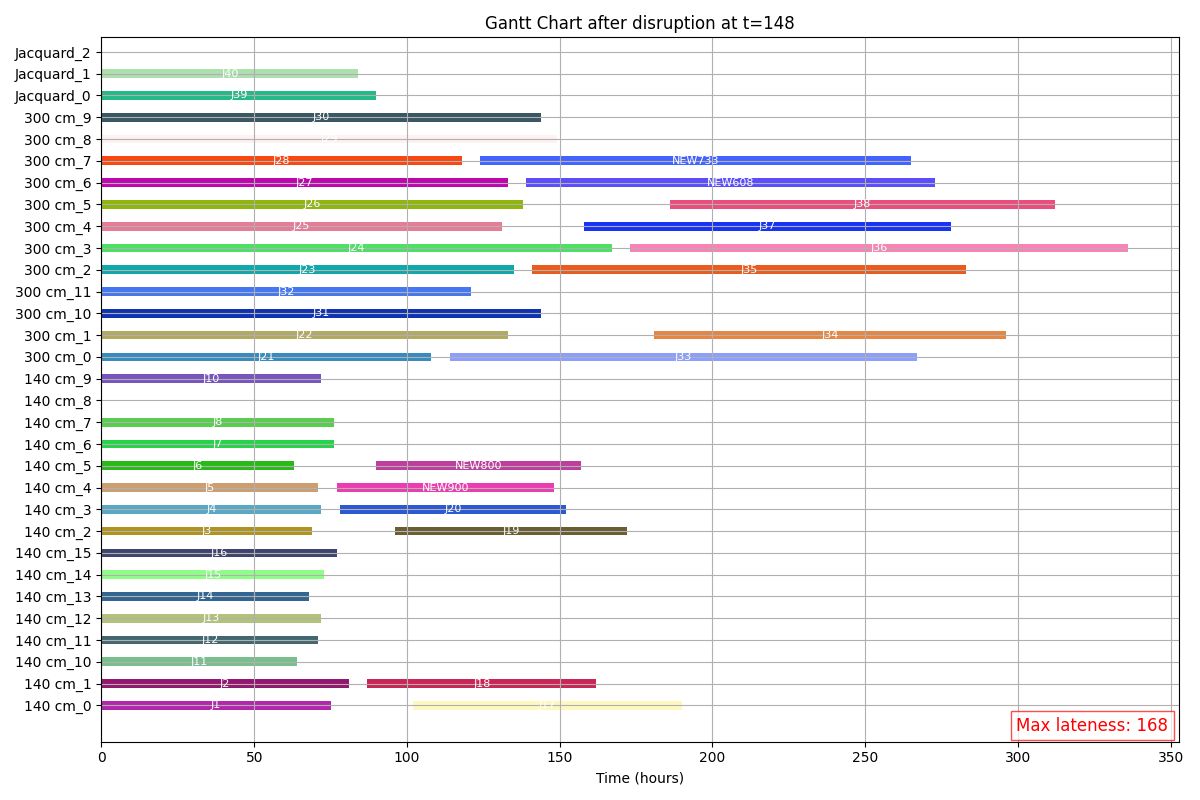 Gantt Chart after disruption at t=148
Jacquard_2
Jacquard_1
J40
Jacquard_0
J39
300 cm_9
J30
300 cm_8
300 cm_7
J28
NEW733
300 cm_6
J27
NEW608
300 cm_5
J26
J38
300 cm_4
J25
J37
300 cm_3
J24
J36
300 cm_2
J23
J35
300 cm_11
J32
300 cm_10
J31
300 cm_1
J22
J34
300 cm_0
J21
J33
140 cm_9
J10
140 cm_8
140 cm_7
J8
140 cm_6
J7
140 cm_5
J6
NEW800
140 cm_4
J5
NEW900
140 cm_3
J4
J20
140 cm_2
J3
J19
140 cm_15
J16
140 cm_14
J15
140 cm_13
J14
140 cm_12
J13
140 cm_11
J12
140 cm_10
J11
140 cm_1
J2
J18
140 cm_0
J1
J17
Max lateness: 168
0 50 100 150 200 250 300 350
Time (hours)